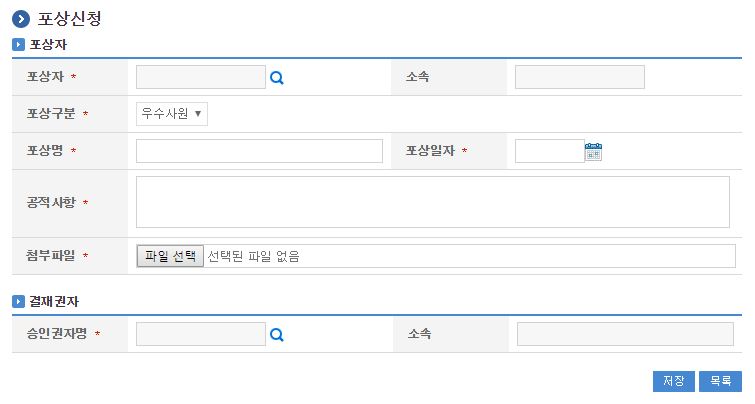 포상신청
포상자
포상자 * 소속
포상구분 * 우수사원 ▼
포상명 * 포상일자 *
공적사항 *
첨부파일 * 파일 선택 선택된 파일 없음
결재권자
승인권자명 * 소속
저장 목록